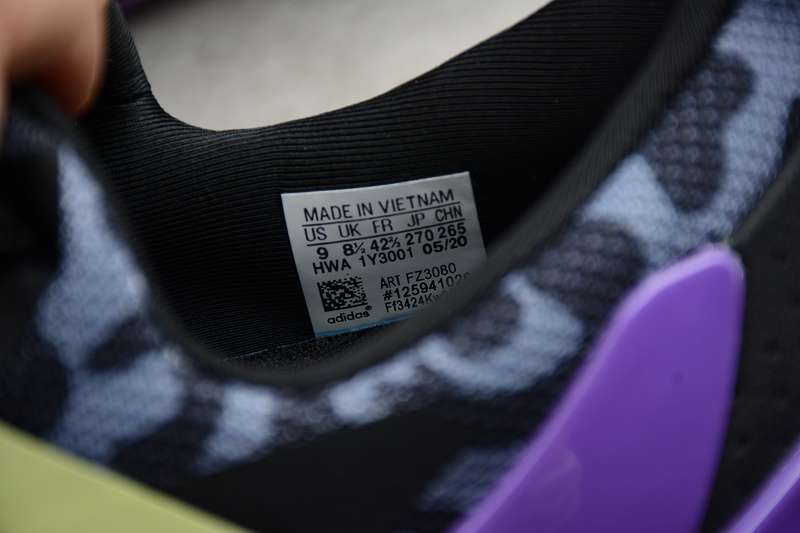 MADE IN VIETNAM
US UK FR JP CHN
9 8½ 42⅔ 270 265
HWA 1Y3001 05/20
ART FZ3080
adidas®